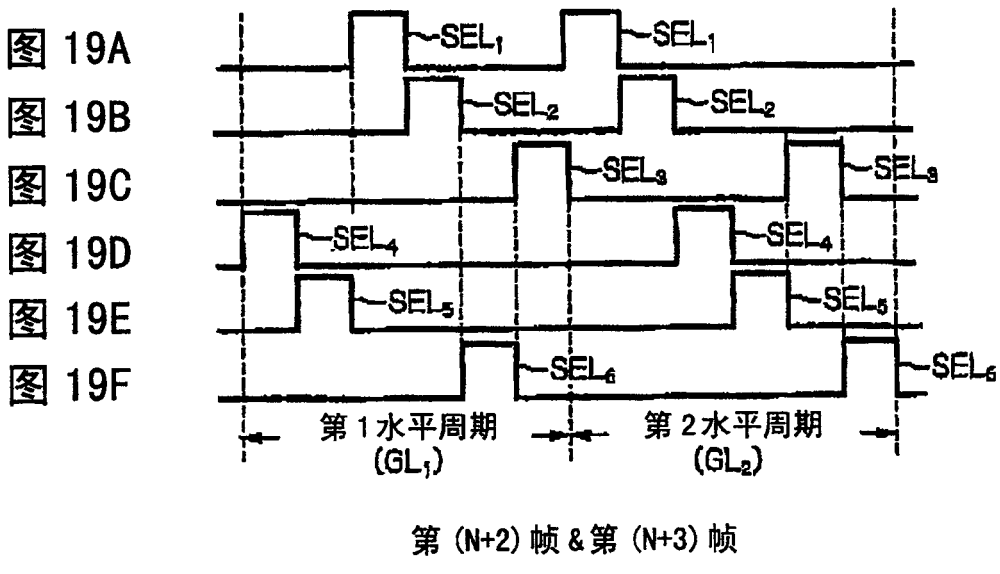 图 19A SEL₁ SEL₁
图 19B SEL₂ SEL₂
图 19C SEL₃ SEL₃
图 19D SEL₄ SEL₄
图 19E SEL₅ SEL₅
图 19F SEL₆ SEL₆
第1水平周期 第2水平周期
(GL₁) (GL₂)
第 (N+2) 帧 & 第 (N+3) 帧